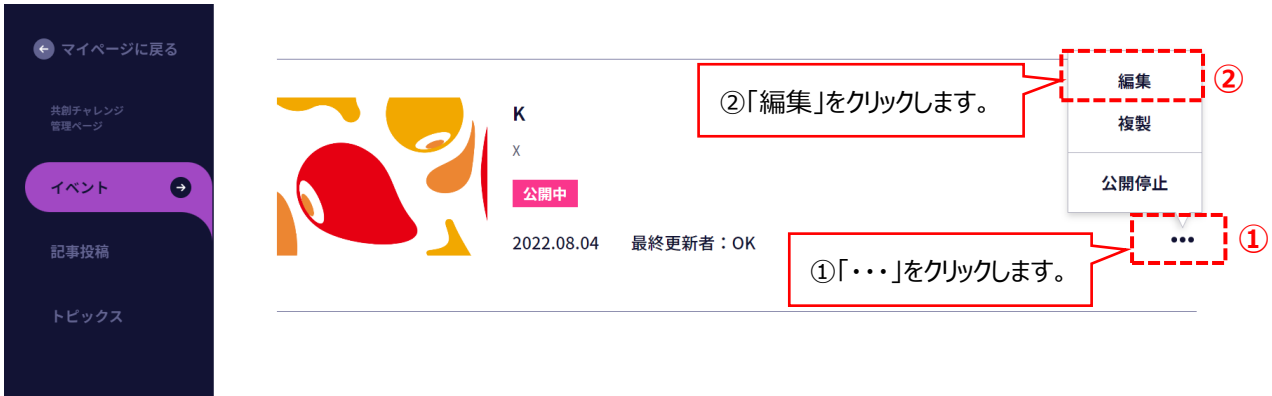 マイページに戻る
共創チャレンジ
管理ページ
イベント
記事投稿
トピックス
K
X
公開中
2022.08.04 最終更新者：OK
②「編集」をクリックします。
編集
②
複製
公開停止
•••
①
①「・・・」をクリックします。